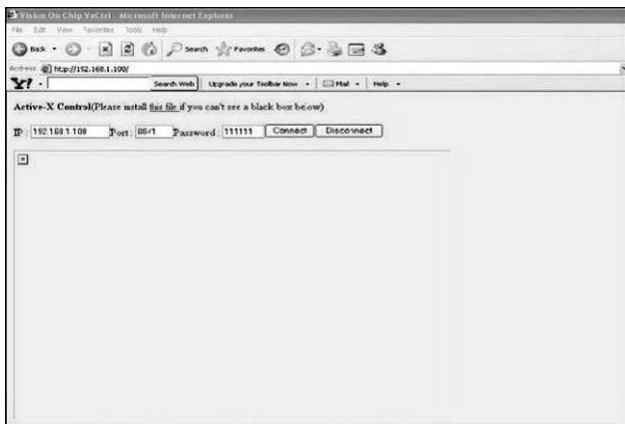 Vision On Chip VxCtrl - Microsoft Internet Explorer
File Edit View Favorites Tools Help
Back Search Favorites
Address http://192.168.1.100/
Y! Search Web Upgrade your Toolbar Now Mail Help
Active-X Control(Please install this file if you can't see a black box below)
IP : 192.168.1.108 Port : Password : 111111 Connect Disconnect